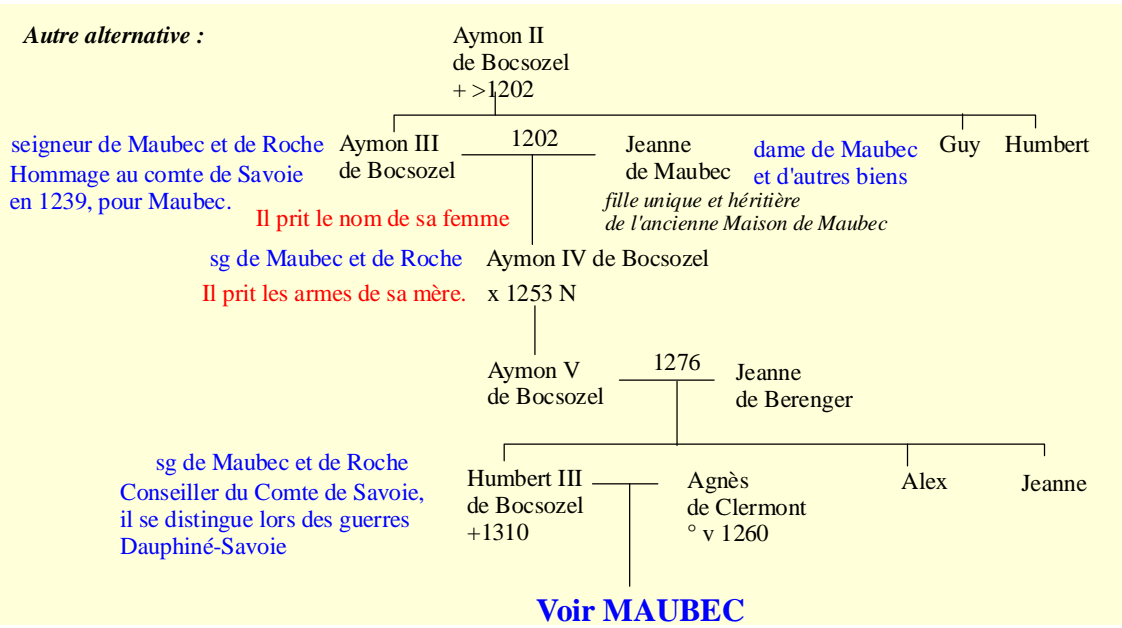 Autre alternative :
Aymon II
de Bocsozel
+ >1202
seigneur de Maubec et de Roche
Hommage au comte de Savoie
en 1239, pour Maubec.
Aymon III
de Bocsozel
1202
Jeanne
de Maubec
dame de Maubec
et d'autres biens
Guy
Humbert
fille unique et héritière
de l'ancienne Maison de Maubec
Il prit le nom de sa femme
sg de Maubec et de Roche
Aymon IV de Bocsozel
Il prit les armes de sa mère.
x 1253 N
Aymon V
de Bocsozel
1276
Jeanne
de Berenger
sg de Maubec et de Roche
Conseiller du Comte de Savoie,
il se distingue lors des guerres
Dauphiné-Savoie
Humbert III
de Bocsozel
+1310
Agnès
de Clermont
° v 1260
Alex
Jeanne
Voir MAUBEC